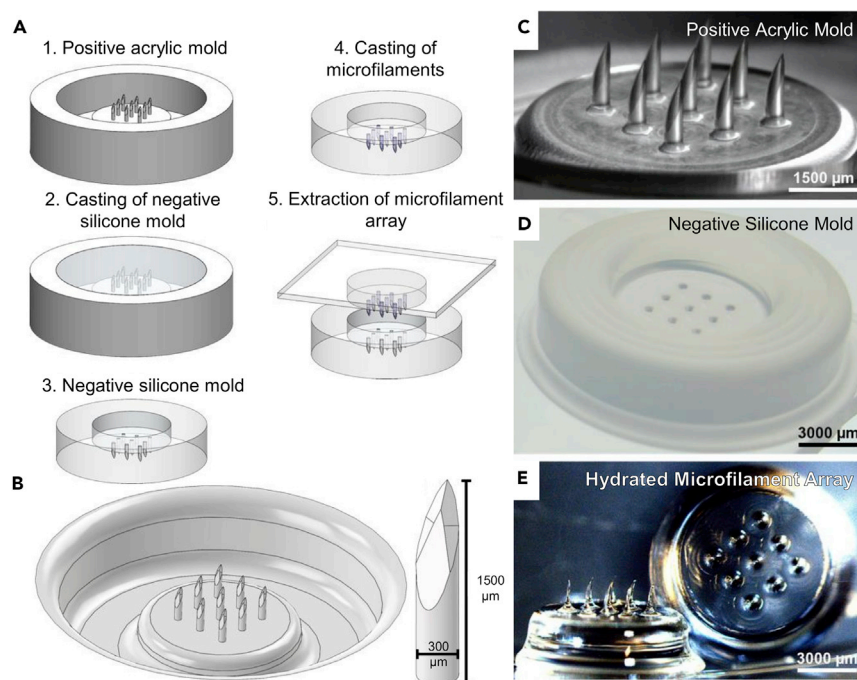 A
1. Positive acrylic mold
2. Casting of negative
silicone mold
3. Negative silicone mold
4. Casting of
microfilaments
5. Extraction of microfilament
array
B
1500
µm
300
µm
C
Positive Acrylic Mold
1500 µm
D
Negative Silicone Mold
3000 µm
E
Hydrated Microfilament Array
3000 µm